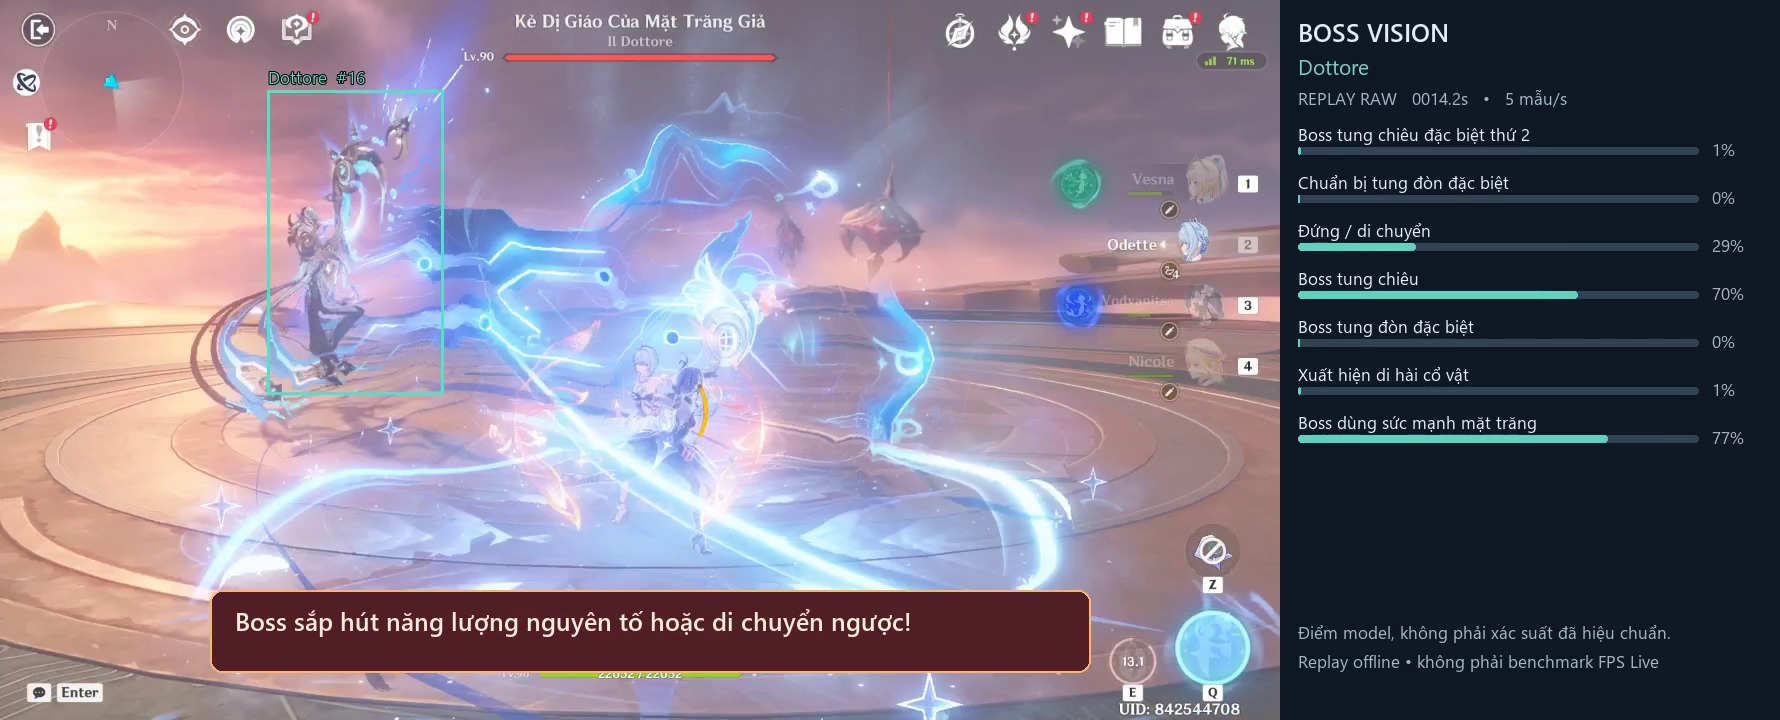 N
Kẻ Dị Giáo Của Mặt Trăng Giả
Il Dottore
Lv.90
71 ms
Dottore #16
Vesna
1
Odette
2
4
3
Nicole
4
Z
Boss sắp hút năng lượng nguyên tố hoặc di chuyển ngược!
13.1
E
Q
Lv.90
22652 / 22652
Enter
UID: 842544708
BOSS VISION
Dottore
REPLAY RAW 0014.2s • 5 mẫu/s
Boss tung chiêu đặc biệt thứ 2
1%
Chuẩn bị tung đòn đặc biệt
0%
Đứng / di chuyển
29%
Boss tung chiêu
70%
Boss tung đòn đặc biệt
0%
Xuất hiện di hài cổ vật
1%
Boss dùng sức mạnh mặt trăng
77%
Điểm model, không phải xác suất đã hiệu chuẩn.
Replay offline • không phải benchmark FPS Live